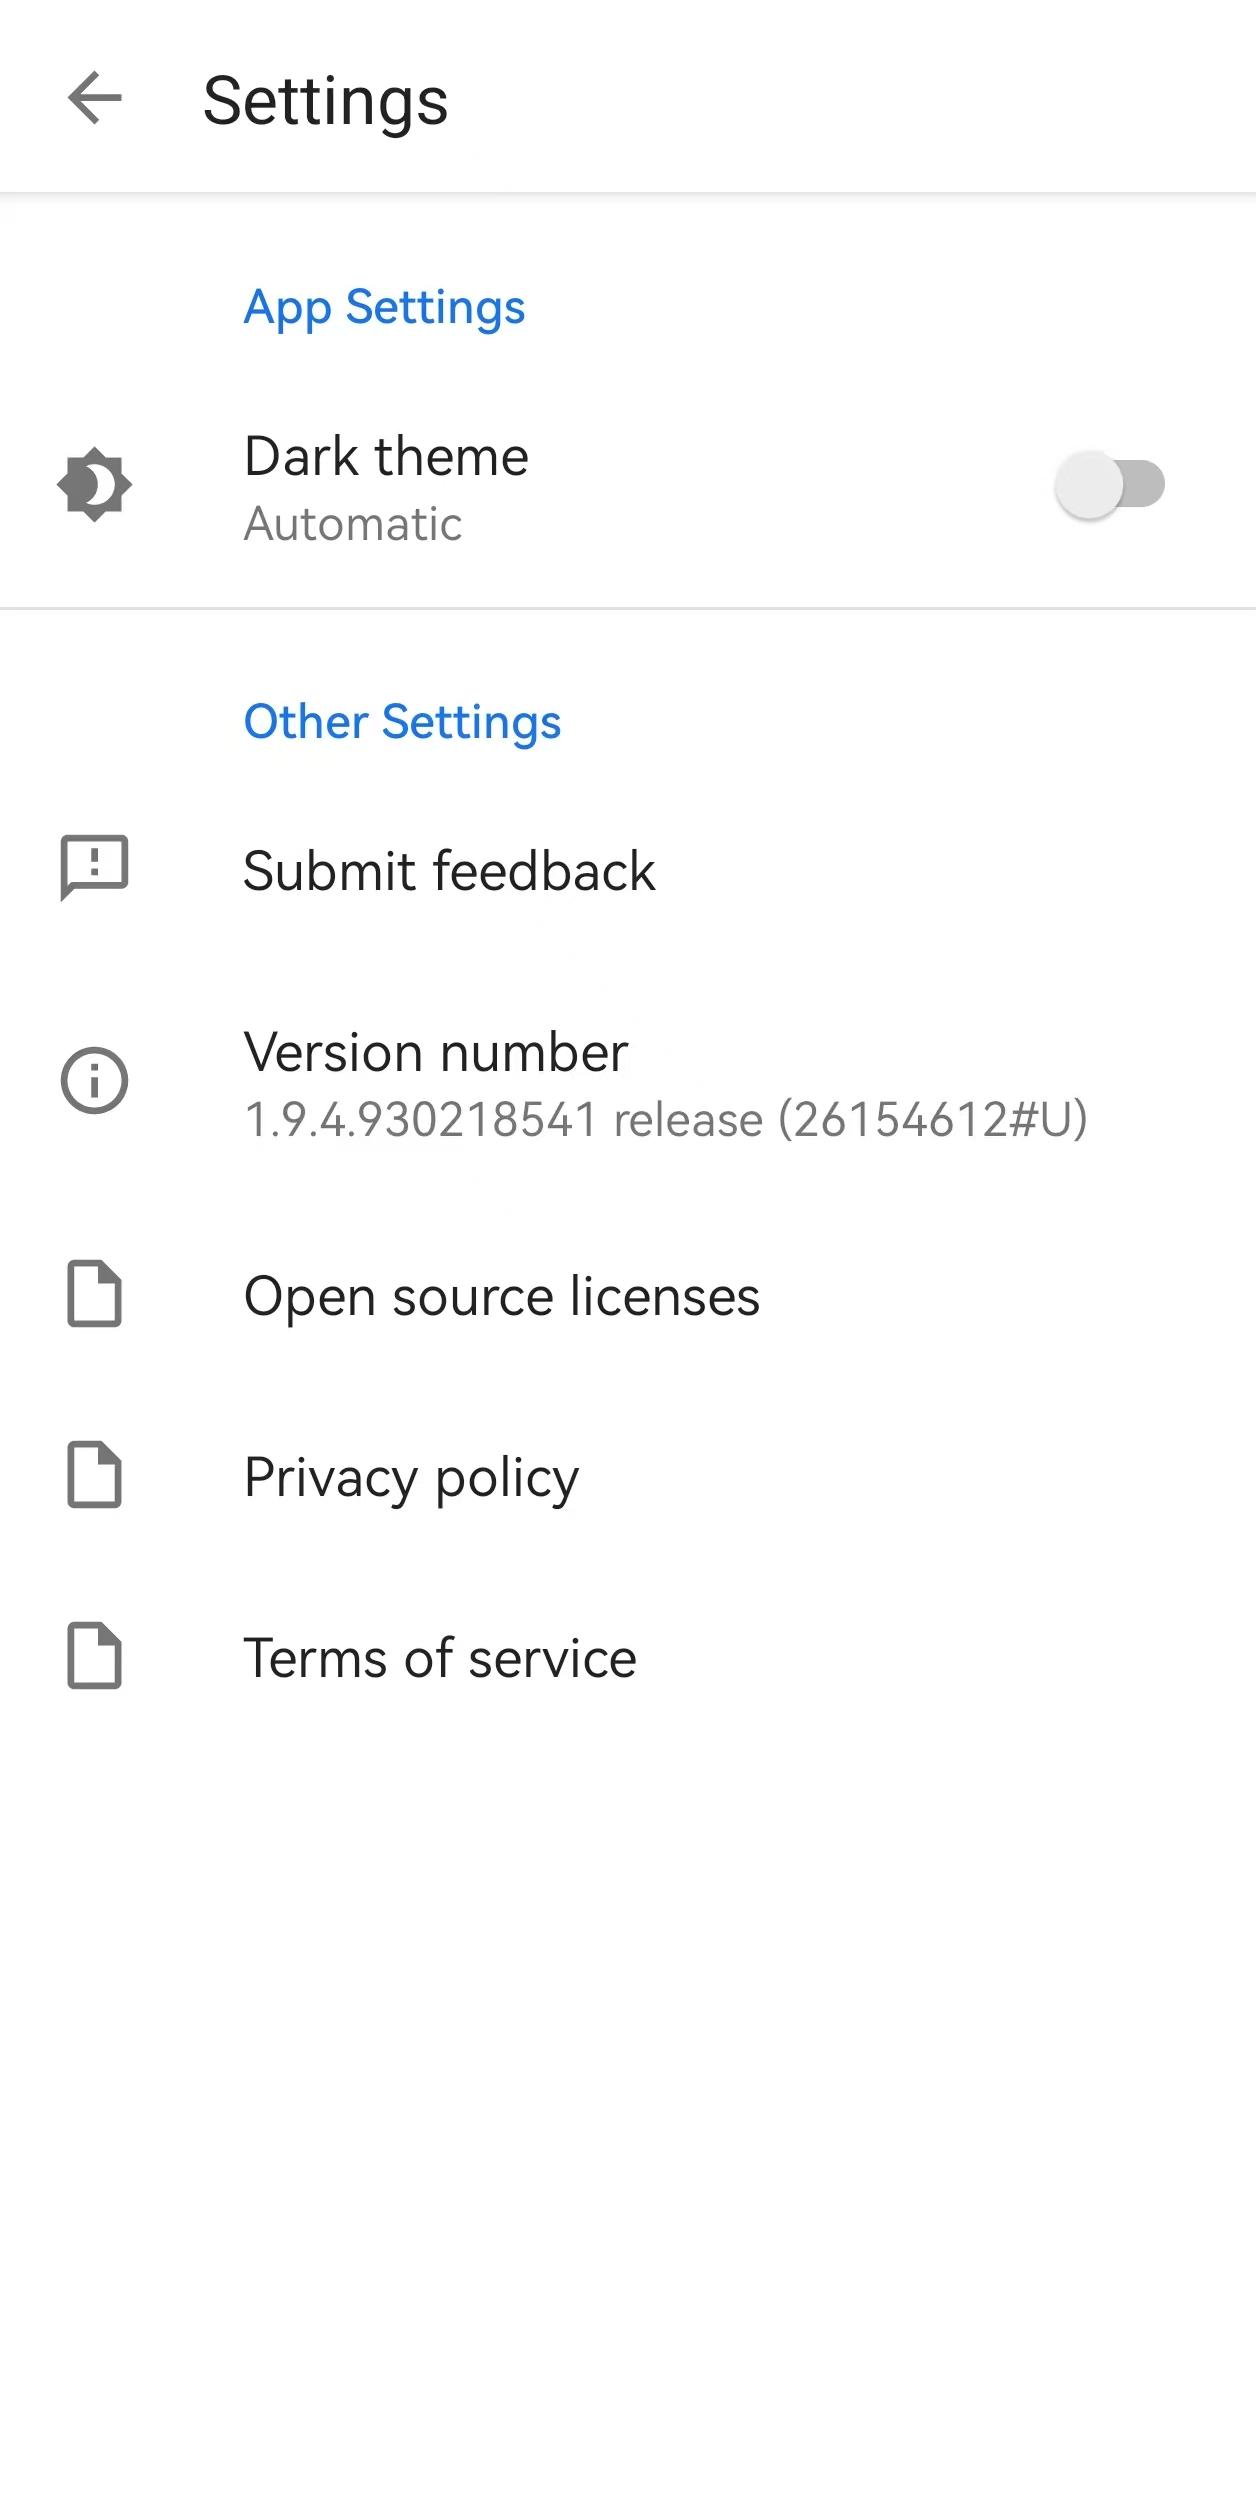 Settings
App Settings
Dark theme
Automatic
Other Settings
Submit feedback
Version number
1.9.4.930218541 release (26154612#U)
Open source licenses
Privacy policy
Terms of service